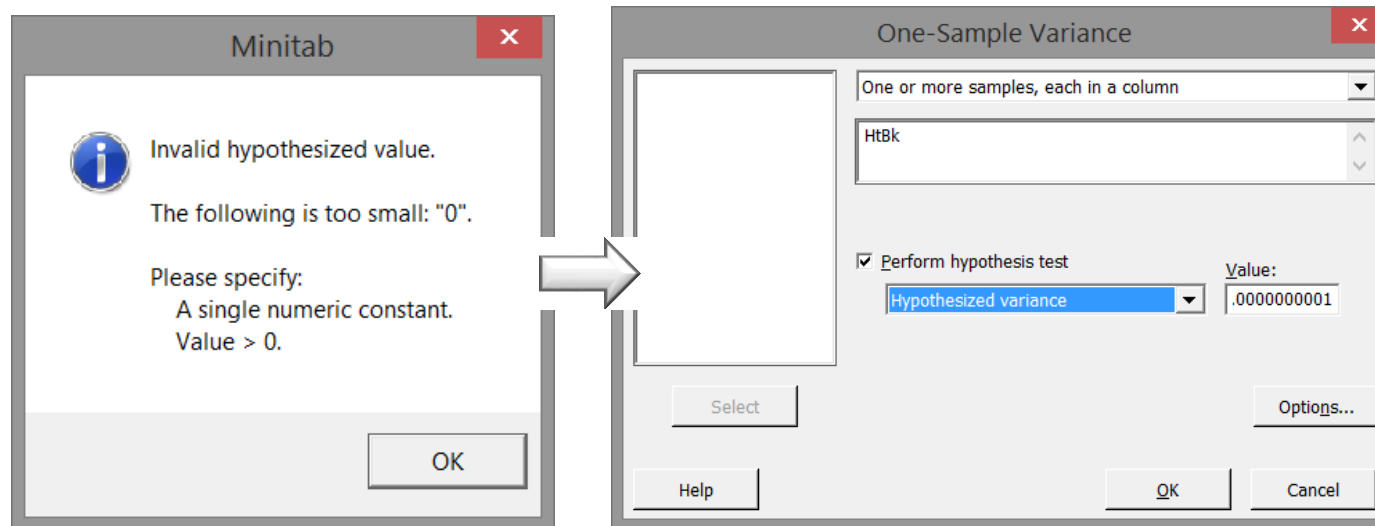 Minitab
Invalid hypothesized value.
The following is too small: "0".
Please specify:
A single numeric constant.
Value > 0.
OK
One-Sample Variance
One or more samples, each in a column
HtBk
Perform hypothesis test
Value:
Hypothesized variance
.0000000001
Select
Options...
Help
OK
Cancel